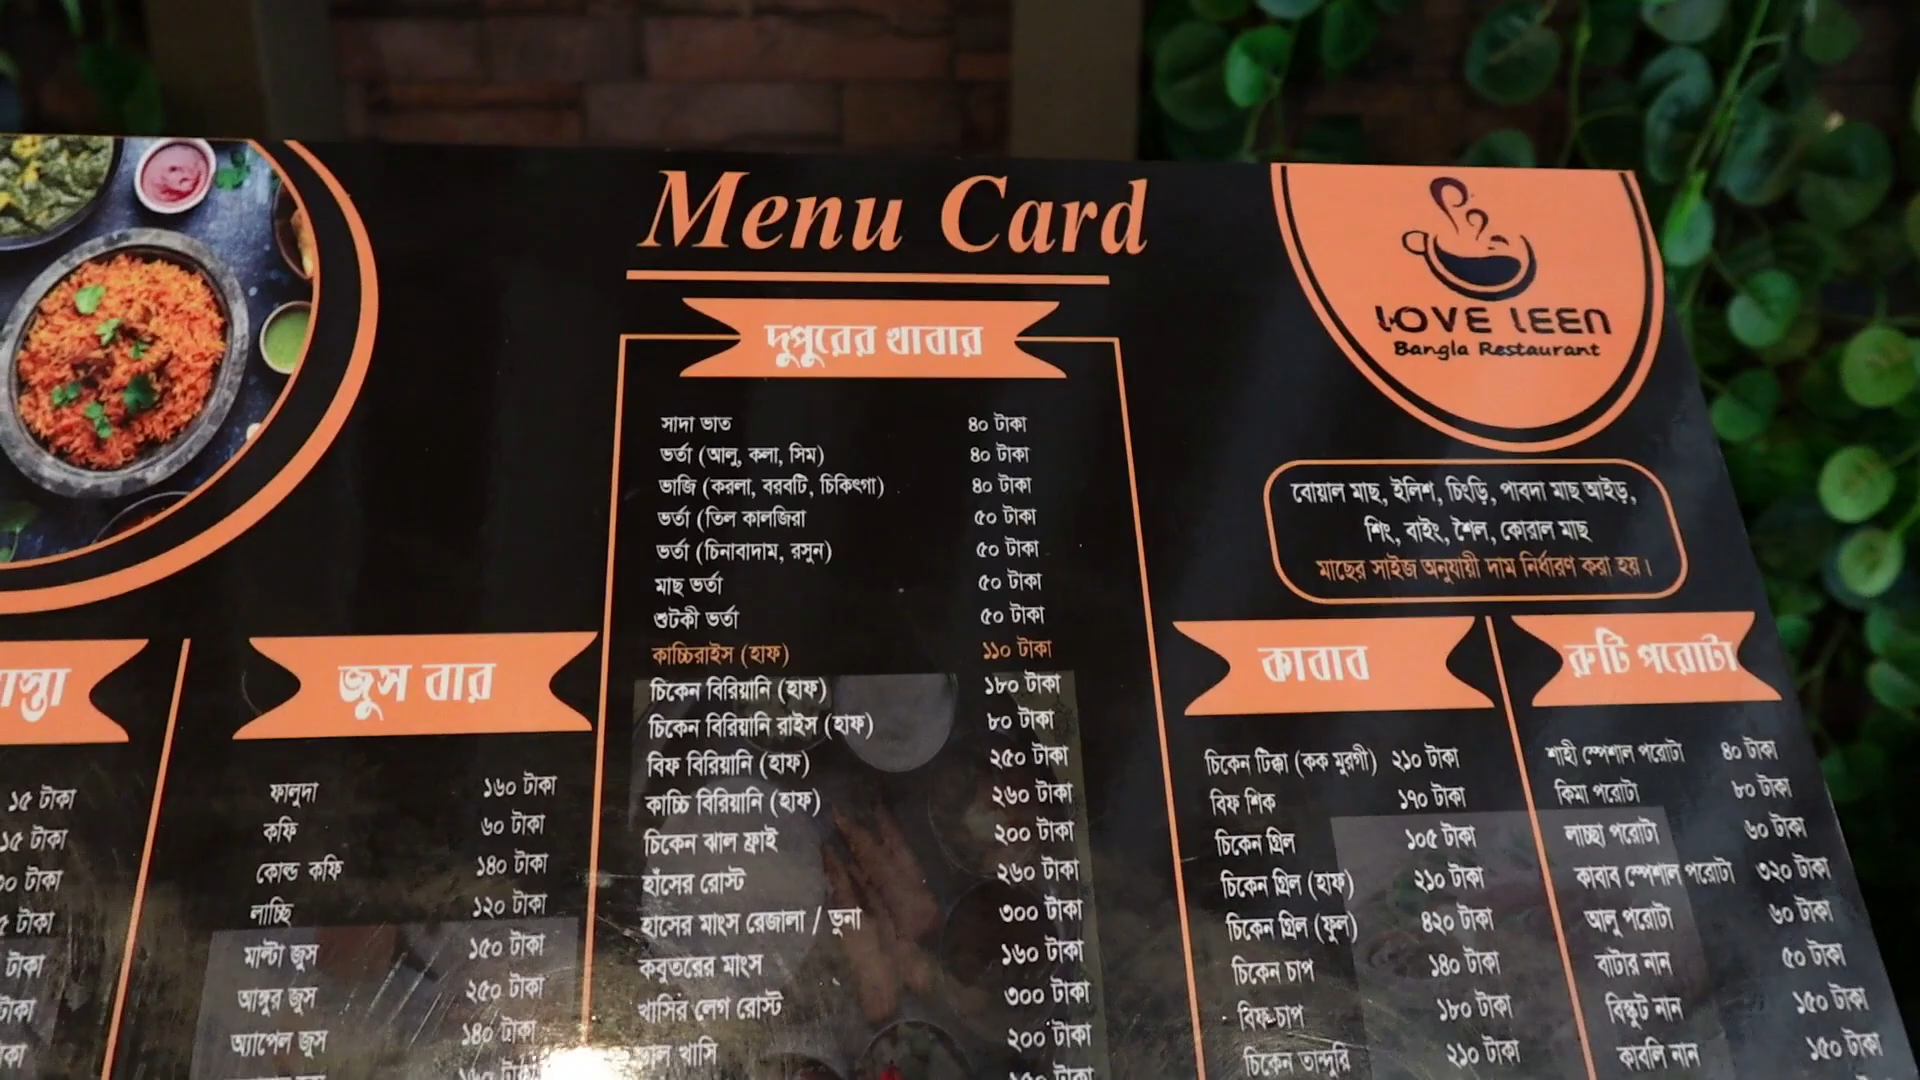 Menu Card
LOVE LEEN
Bangla Restaurant
দুপুরের খাবার
সাদা ভাত ৪০ টাকা
ভর্তা (আলু, কলা, সিম) ৪০ টাকা
ভাজি (করলা, বরবটি, চিকিংগা) ৪০ টাকা
ভর্তা (তিল কালজিরা ৫০ টাকা
ভর্তা (চিনাবাদাম, রসুন) ৫০ টাকা
মাছ ভর্তা ৫০ টাকা
শুটকী ভর্তা ৫০ টাকা
কাচ্চিরাইস (হাফ) ১১০ টাকা
চিকেন বিরিয়ানি (হাফ) ১৮০ টাকা
চিকেন বিরিয়ানি রাইস (হাফ) ৮০ টাকা
বিফ বিরিয়ানি (হাফ) ২৫০ টাকা
কাচ্চি বিরিয়ানি (হাফ) ২৬০ টাকা
চিকেন ঝাল ফ্রাই ২০০ টাকা
হাঁসের রোস্ট ২৬০ টাকা
হাসের মাংস রেজালা / ভুনা ৩০০ টাকা
কবুতরের মাংস ১৬০ টাকা
খাসির লেগ রোস্ট ৩০০ টাকা
খাসি ২০০ টাকা
বোয়াল মাছ, ইলিশ, চিংড়ি, পাবদা মাছ আইড়,
শিং, বাইং, শৈল, কোরাল মাছ
মাছের সাইজ অনুযায়ী দাম নির্ধারণ করা হয়।
১৫ টাকা
১৫ টাকা
টাকা
টাকা
টাকা
জুস বার
ফালুদা ১৬০ টাকা
কফি ৬০ টাকা
কোল্ড কফি ১৪০ টাকা
লাচ্ছি ১২০ টাকা
মাল্টা জুস ১৫০ টাকা
আঙ্গুর জুস ২৫০ টাকা
অ্যাপেল জুস ১৪০ টাকা
কাবাব
চিকেন টিক্কা (কক মুরগী) ২১০ টাকা
বিফ শিক ১৭০ টাকা
চিকেন গ্রিল ১০৫ টাকা
চিকেন গ্রিল (হাফ) ২১০ টাকা
চিকেন গ্রিল (ফুল) ৪২০ টাকা
চিকেন চাপ ১৪০ টাকা
বিফ চাপ ১৮০ টাকা
চিকেন তান্দুরি ২১০ টাকা
রুটি পরোটা
শাহী স্পেশাল পরোটা ৪০ টাকা
কিমা পরোটা ৮০ টাকা
লাচ্ছা পরোটা ৬০ টাকা
কাবাব স্পেশাল পরোটা ৩২০ টাকা
আলু পরোটা ৬০ টাকা
বাটার নান ৫০ টাকা
বিস্কুট নান ১৫০ টাকা
কাবলি নান ১৫০ টাকা